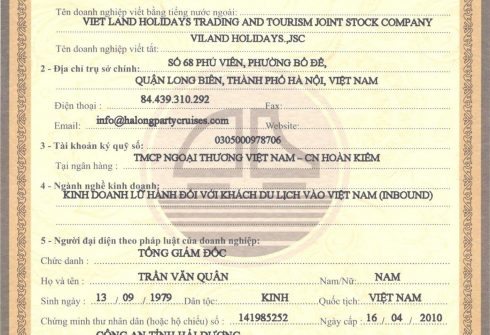 Tên doanh nghiệp viết bằng tiếng nước ngoài:
VIET LAND HOLIDAYS TRADING AND TOURISM JOINT STOCK COMPANY
Tên doanh nghiệp viết tắt: VILAND HOLIDAYS.,JSC
2 - Địa chỉ trụ sở chính: SỐ 68 PHÚ VIÊN, PHƯỜNG BỒ ĐỀ,
QUẬN LONG BIÊN, THÀNH PHỐ HÀ NỘI, VIỆT NAM
Điện thoại : 84.439.310.292 Fax:
Email: info@halongpartycruises.com Website:
3 - Tài khoản ký quỹ số: 0305000978706
Tại ngân hàng : TMCP NGOẠI THƯƠNG VIỆT NAM – CN HOÀN KIẾM
4 - Ngành nghề kinh doanh:
KINH DOANH LỮ HÀNH ĐỐI VỚI KHÁCH DU LỊCH VÀO VIỆT NAM (INBOUND)
5 - Người đại diện theo pháp luật của doanh nghiệp:
Chức danh : TỔNG GIÁM ĐỐC
Họ và tên : TRẦN VĂN QUÂN Nam/Nữ: NAM
Sinh ngày : 13 / 09 / 1979 Dân tộc: KINH Quốc tịch: VIỆT NAM
Chứng minh thư nhân dân (hoặc hộ chiếu) số : 141985252 Cấp ngày: 16 / 04 / 2010
CÔNG AN TỈNH HẢI DƯƠNG